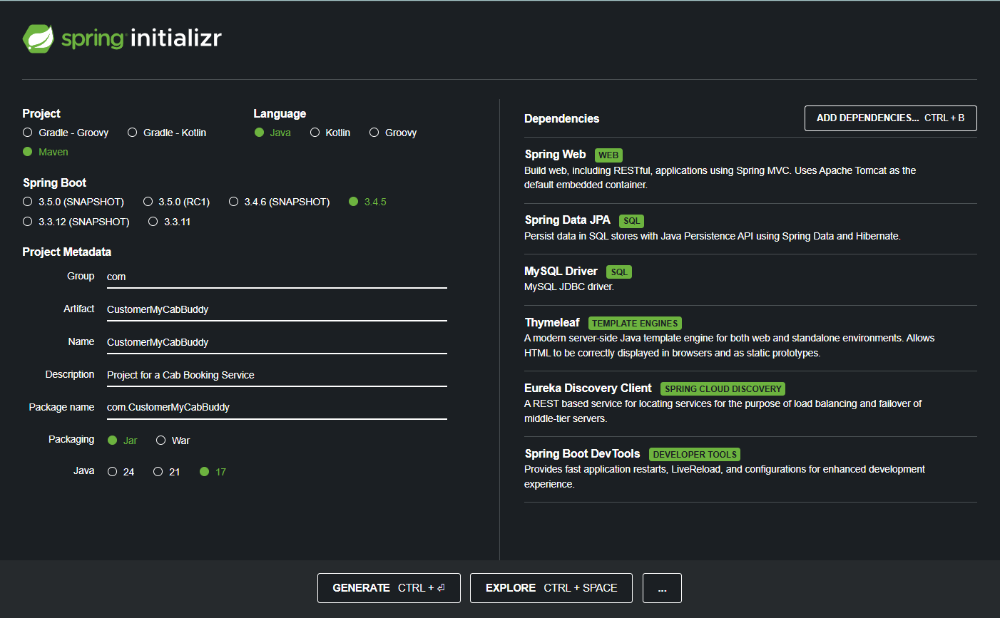 spring initializr
Project
Gradle - Groovy Gradle - Kotlin
Maven
Language
Java Kotlin Groovy
Spring Boot
3.5.0 (SNAPSHOT) 3.5.0 (RC1) 3.4.6 (SNAPSHOT) 3.4.5
3.3.12 (SNAPSHOT) 3.3.11
Project Metadata
Group com
Artifact CustomerMyCabBuddy
Name CustomerMyCabBuddy
Description Project for a Cab Booking Service
Package name com.CustomerMyCabBuddy
Packaging Jar War
Java 24 21 17
Dependencies ADD DEPENDENCIES... CTRL + B
Spring Web WEB
Build web, including RESTful, applications using Spring MVC. Uses Apache Tomcat as the
default embedded container.
Spring Data JPA SQL
Persist data in SQL stores with Java Persistence API using Spring Data and Hibernate.
MySQL Driver SQL
MySQL JDBC driver.
Thymeleaf TEMPLATE ENGINES
A modern server-side Java template engine for both web and standalone environments. Allows
HTML to be correctly displayed in browsers and as static prototypes.
Eureka Discovery Client SPRING CLOUD DISCOVERY
A REST based service for locating services for the purpose of load balancing and failover of
middle-tier servers.
Spring Boot DevTools DEVELOPER TOOLS
Provides fast application restarts, LiveReload, and configurations for enhanced development
experience.
GENERATE CTRL + ⏎ EXPLORE CTRL + SPACE ...